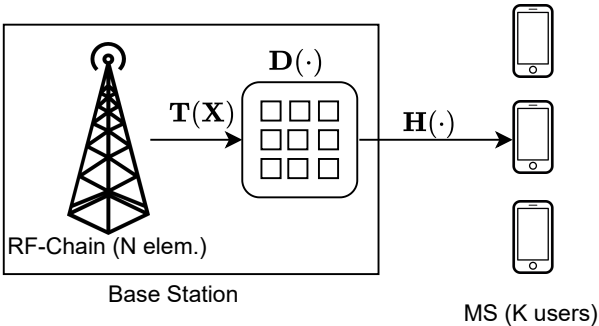 D(·)
T(X)
H(·)
RF-Chain (N elem.)
Base Station
MS (K users)